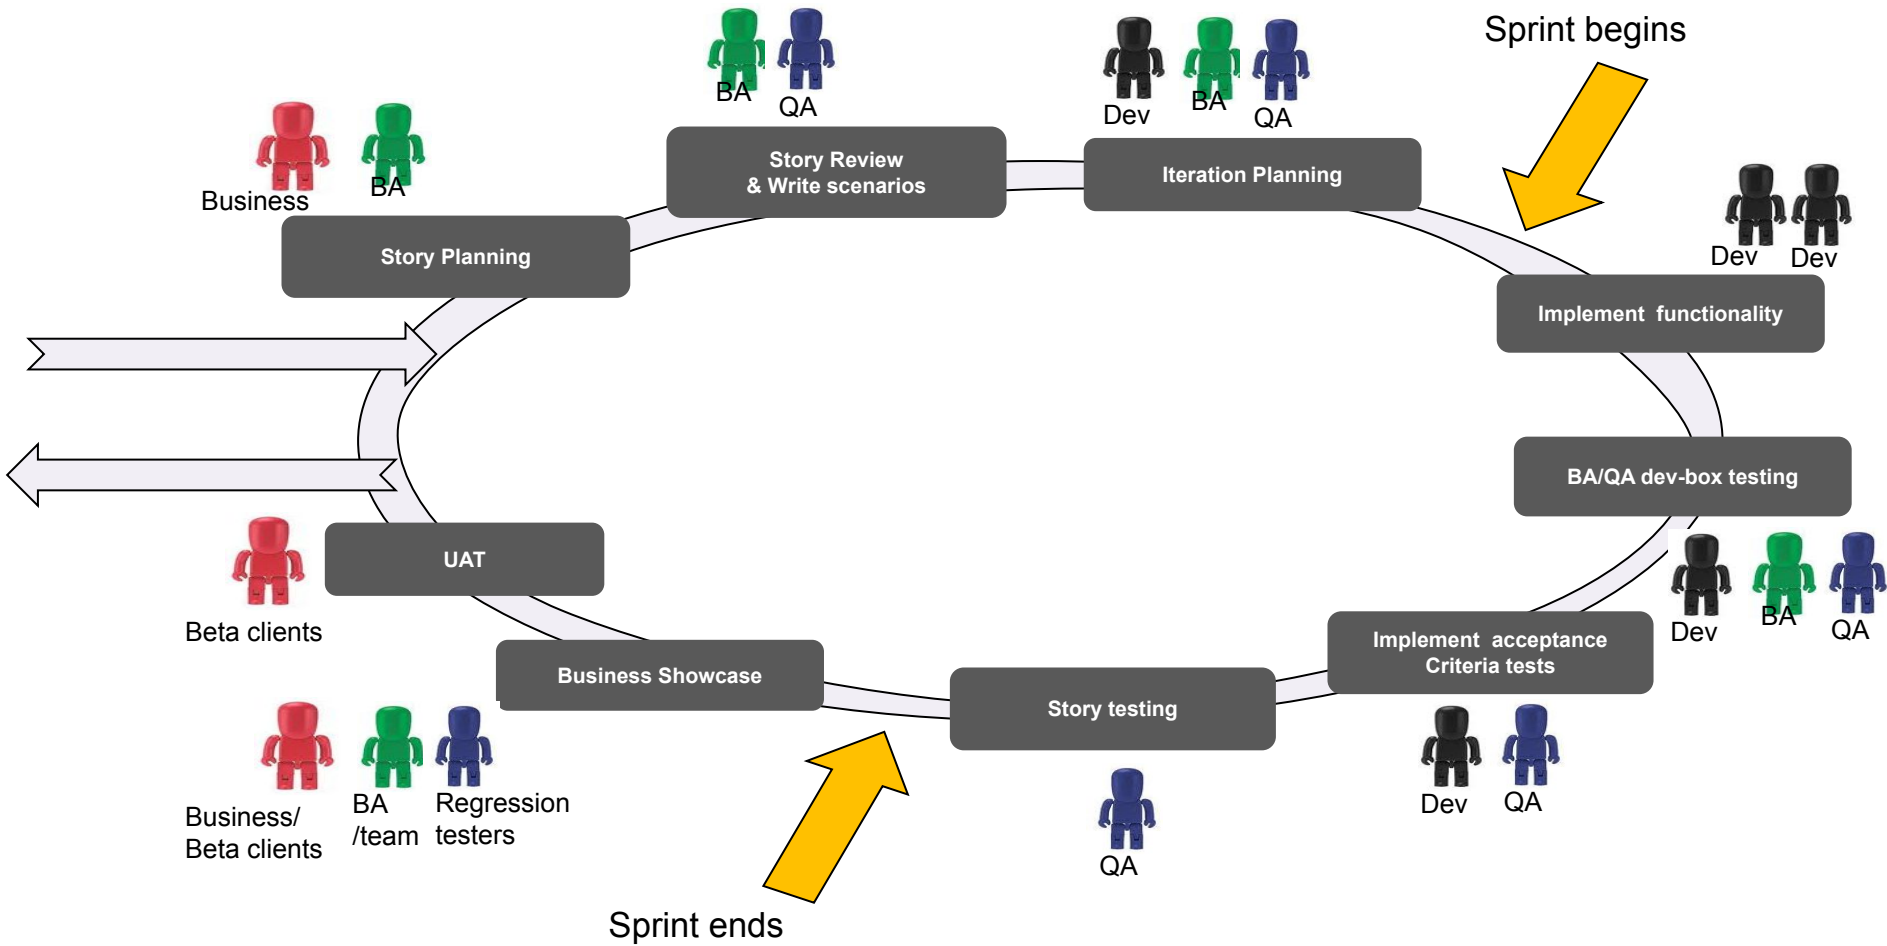 Sprint begins
BA
QA
Dev
BA
QA
Business
BA
Story Review
& Write scenarios
Iteration Planning
Dev
Dev
Story Planning
Implement functionality
BA/QA dev-box testing
UAT
Dev
BA
QA
Beta clients
Implement acceptance
Criteria tests
Business Showcase
Story testing
Business/
Beta clients
BA
/team
Regression
testers
Dev
QA
QA
Sprint ends